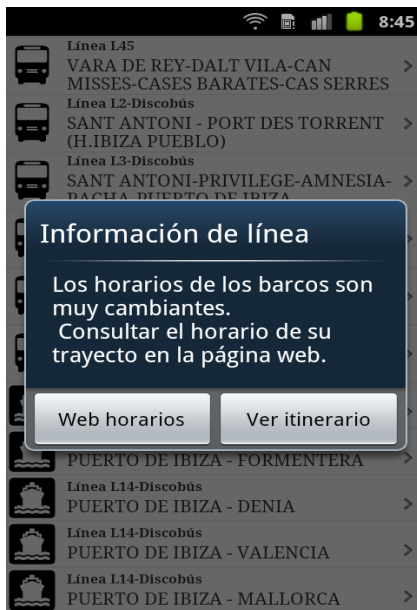 8:45
Línea L45
VARA DE REY-DALT VILA-CAN
MISSES-CASES BARATES-CAS SERRES
Línea L2-Discobús
SANT ANTONI - PORT DES TORRENT
(H.IBIZA PUEBLO)
Línea L3-Discobús
SANT ANTONI-PRIVILEGE-AMNESIA-
PACHA-PUERTO DE IBIZA
Información de línea
Los horarios de los barcos son
muy cambiantes.
Consultar el horario de su
trayecto en la página web.
Web horarios
Ver itinerario
PUERTO DE IBIZA - FORMENTERA
Línea L14-Discobús
PUERTO DE IBIZA - DENIA
Línea L14-Discobús
PUERTO DE IBIZA - VALENCIA
Línea L14-Discobús
PUERTO DE IBIZA - MALLORCA